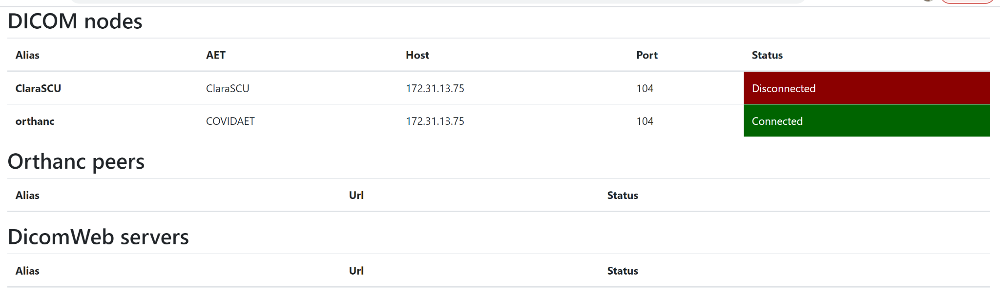 DICOM nodes
Alias AET Host Port Status
ClaraSCU ClaraSCU 172.31.13.75 104 Disconnected
orthanc COVIDAET 172.31.13.75 104 Connected
Orthanc peers
Alias Url Status
DicomWeb servers
Alias Url Status